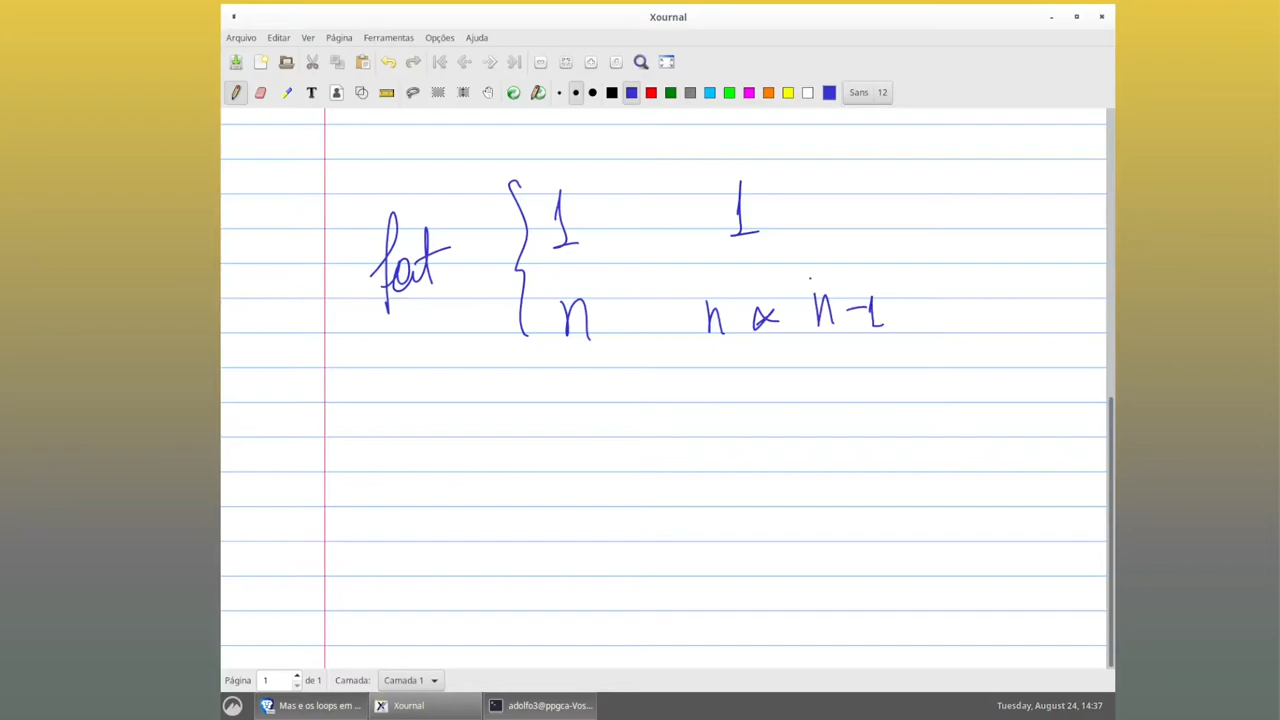 Xournal
Arquivo Editar Ver Página Ferramentas Opções Ajuda
T Sans 12
fat { 1 1
n n × n-1
Página 1 de 1 Camada: Camada 1
Mas e os loops em ... Xournal adolfo3@ppgca-Vos... Tuesday, August 24, 14:37